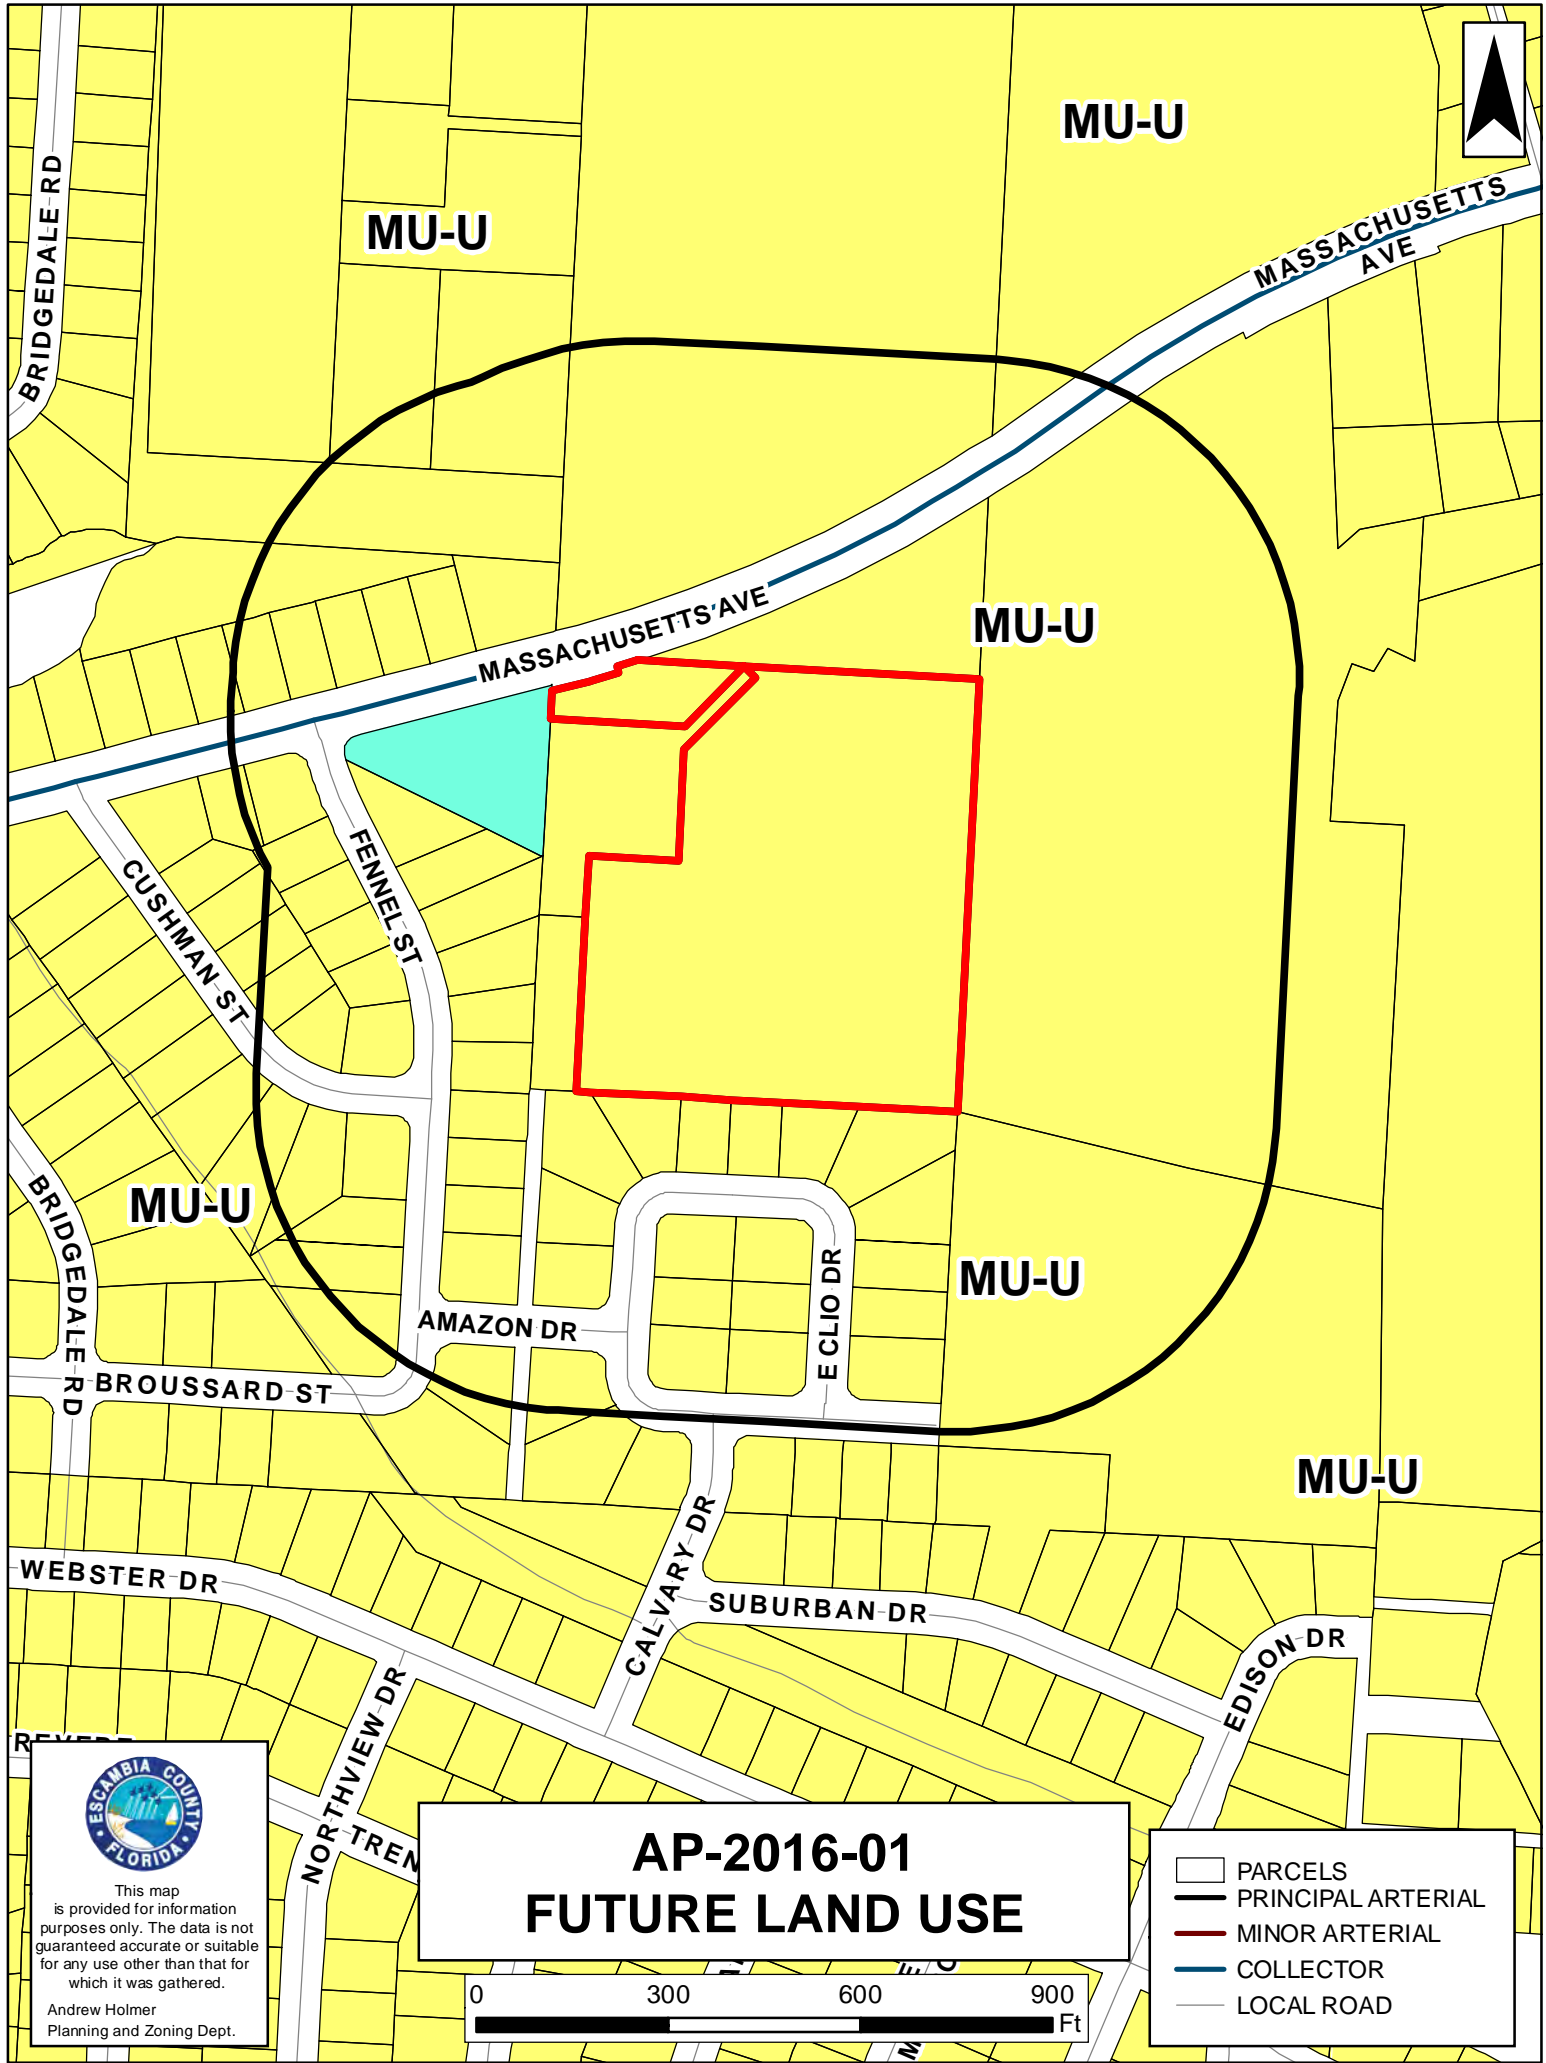 MU-U
MASSACHUSETTS
AVE
BRIDGEDALE RD
MU-U
MASSACHUSETTS AVE
MU-U
FENNEL ST
CUSHMAN ST
MU-U
BRIDGEDALE RD
MU-U
AMAZON DR
E CLIO DR
BROUSSARD ST
MU-U
CALVARY DR
WEBSTER DR
SUBURBAN DR
EDISON DR
NORTHVIEW DR
TREN
ESCAMBIA COUNTY
FLORIDA
This map
is provided for information
purposes only. The data is not
guaranteed accurate or suitable
for any use other than that for
which it was gathered.
Andrew Holmer
Planning and Zoning Dept.
AP-2016-01
FUTURE LAND USE
0 300 600 900
Ft
PARCELS
PRINCIPAL ARTERIAL
MINOR ARTERIAL
COLLECTOR
LOCAL ROAD